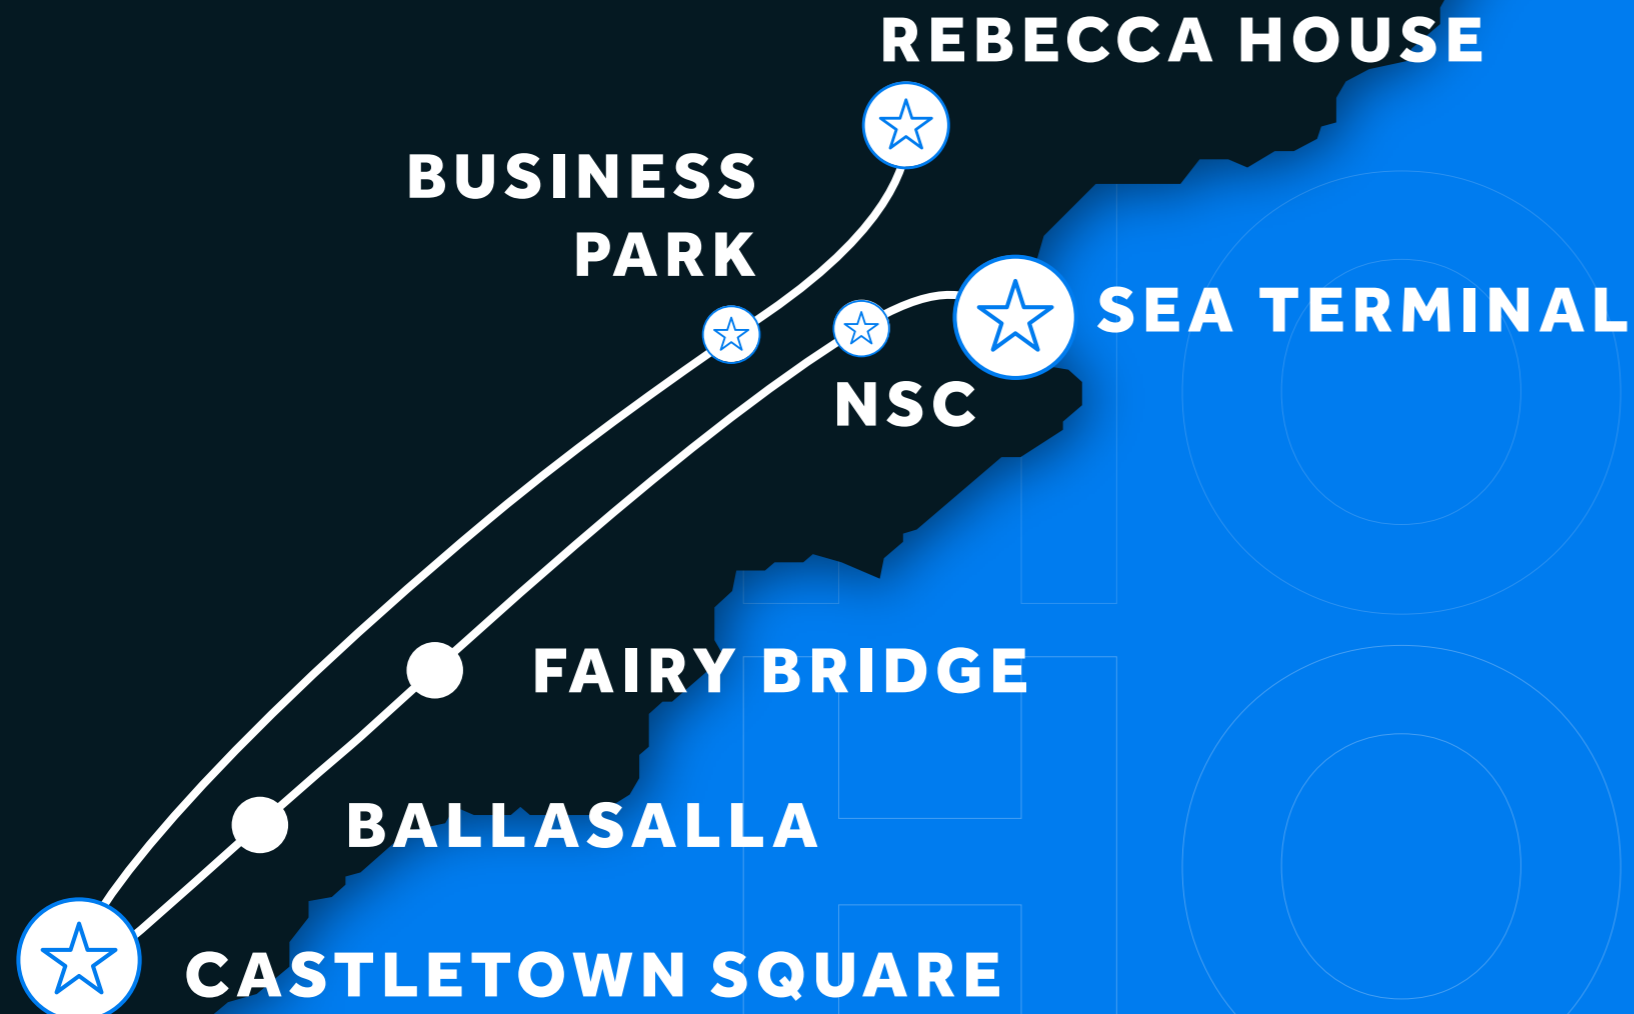 REBECCA HOUSE
BUSINESS
PARK
SEA TERMINAL
NSC
FAIRY BRIDGE
BALLASALLA
CASTLETOWN SQUARE